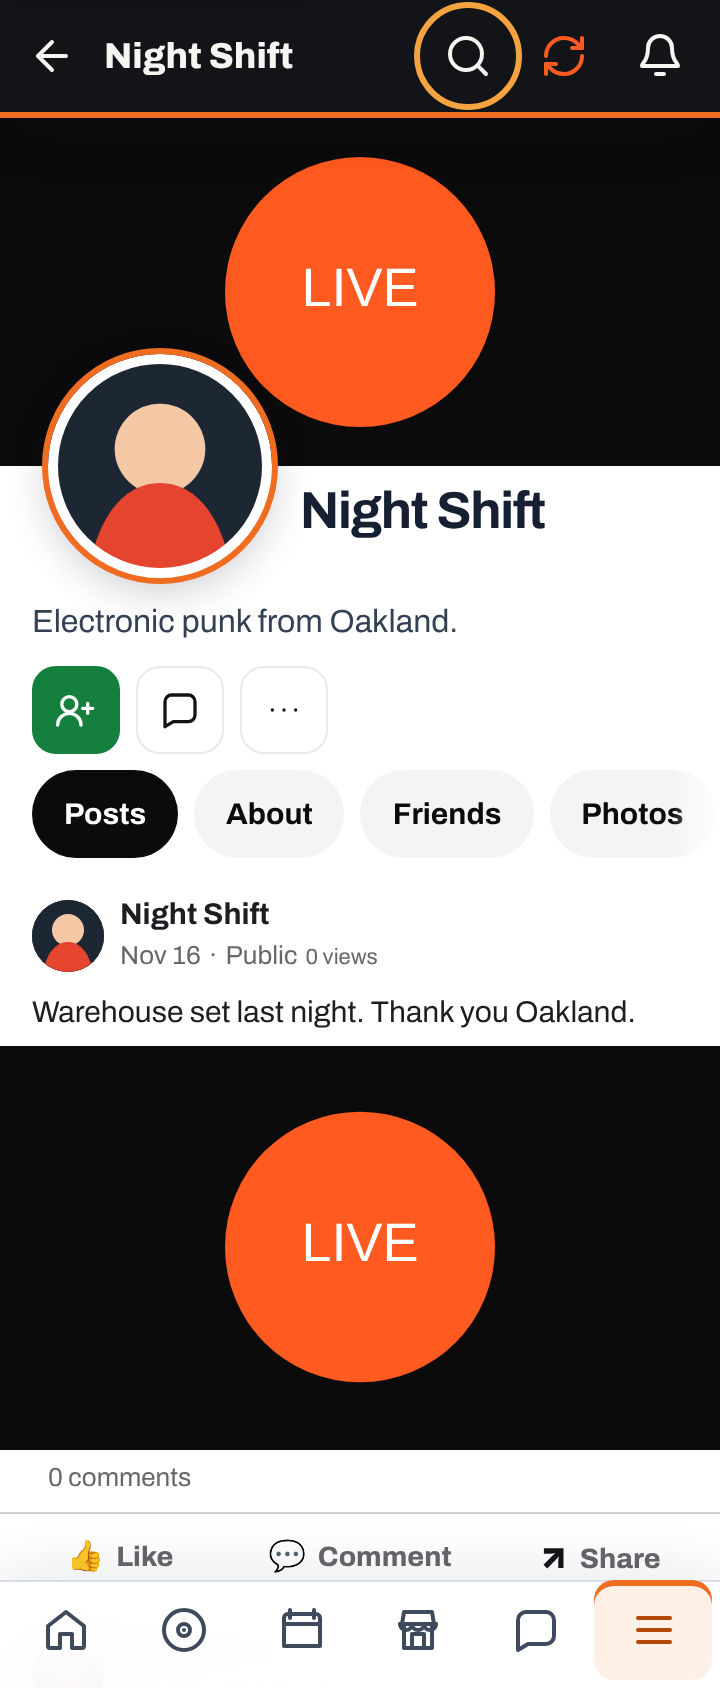 Night Shift
LIVE
Night Shift
Electronic punk from Oakland.
Posts About Friends Photos
Night Shift
Nov 16 · Public 0 views
Warehouse set last night. Thank you Oakland.
LIVE
0 comments
Like Comment Share